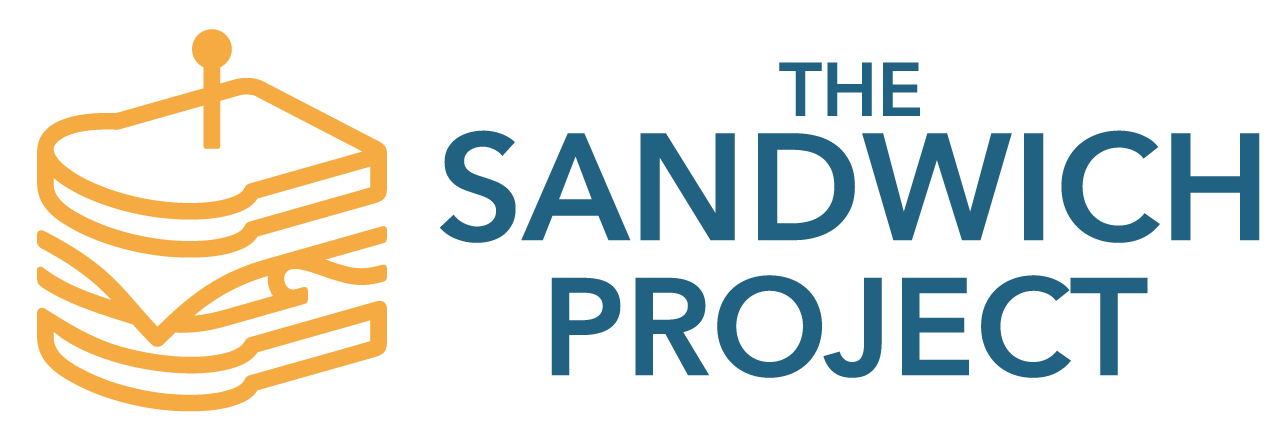 THE
SANDWICH
PROJECT